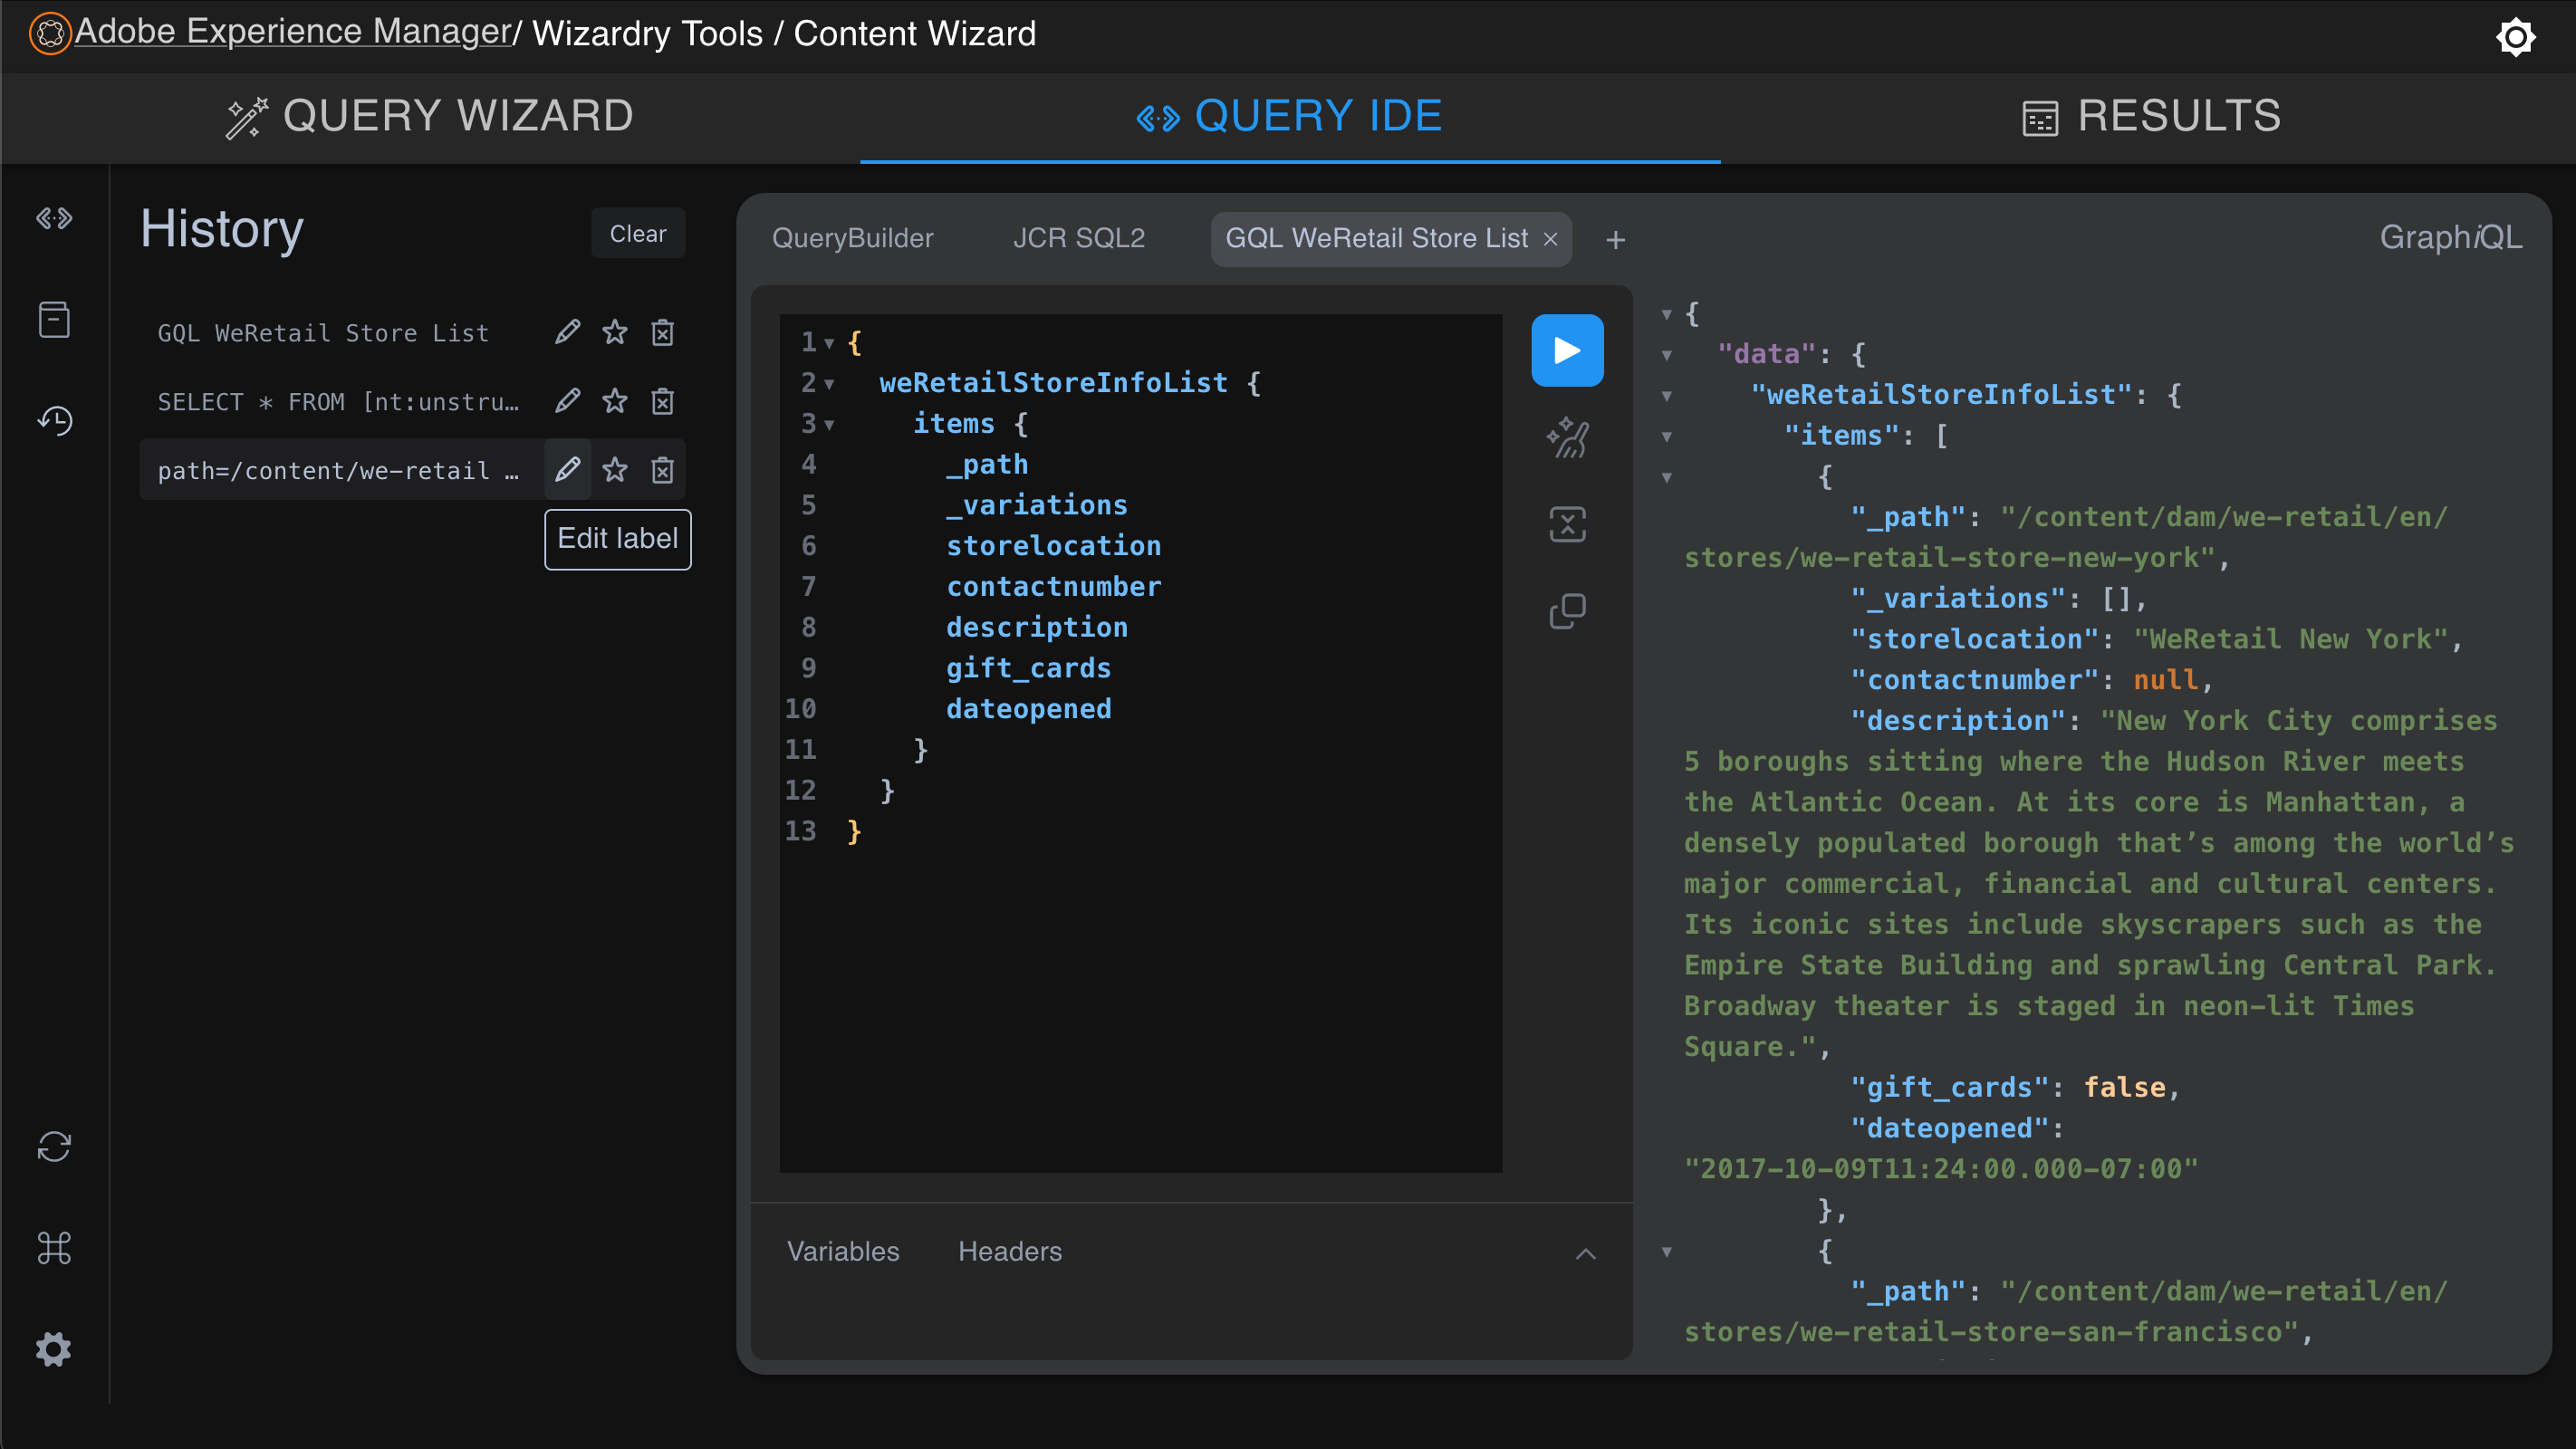 Adobe Experience Manager/ Wizardry Tools / Content Wizard
QUERY WIZARD
QUERY IDE
RESULTS
History
Clear
GQL WeRetail Store List
SELECT * FROM [nt:unstru…
path=/content/we-retail …
Edit label
QueryBuilder
JCR SQL2
GQL WeRetail Store List
GraphiQL
1 {
2 weRetailStoreInfoList {
3 items {
4 _path
5 _variations
6 storelocation
7 contactnumber
8 description
9 gift_cards
10 dateopened
11 }
12 }
13 }
Variables
Headers
{
"data": {
"weRetailStoreInfoList": {
"items": [
{
"_path": "/content/dam/we-retail/en/
stores/we-retail-store-new-york",
"_variations": [],
"storelocation": "WeRetail New York",
"contactnumber": null,
"description": "New York City comprises
5 boroughs sitting where the Hudson River meets
the Atlantic Ocean. At its core is Manhattan, a
densely populated borough that’s among the world’s
major commercial, financial and cultural centers.
Its iconic sites include skyscrapers such as the
Empire State Building and sprawling Central Park.
Broadway theater is staged in neon-lit Times
Square.",
"gift_cards": false,
"dateopened":
"2017-10-09T11:24:00.000-07:00"
},
{
"_path": "/content/dam/we-retail/en/
stores/we-retail-store-san-francisco",